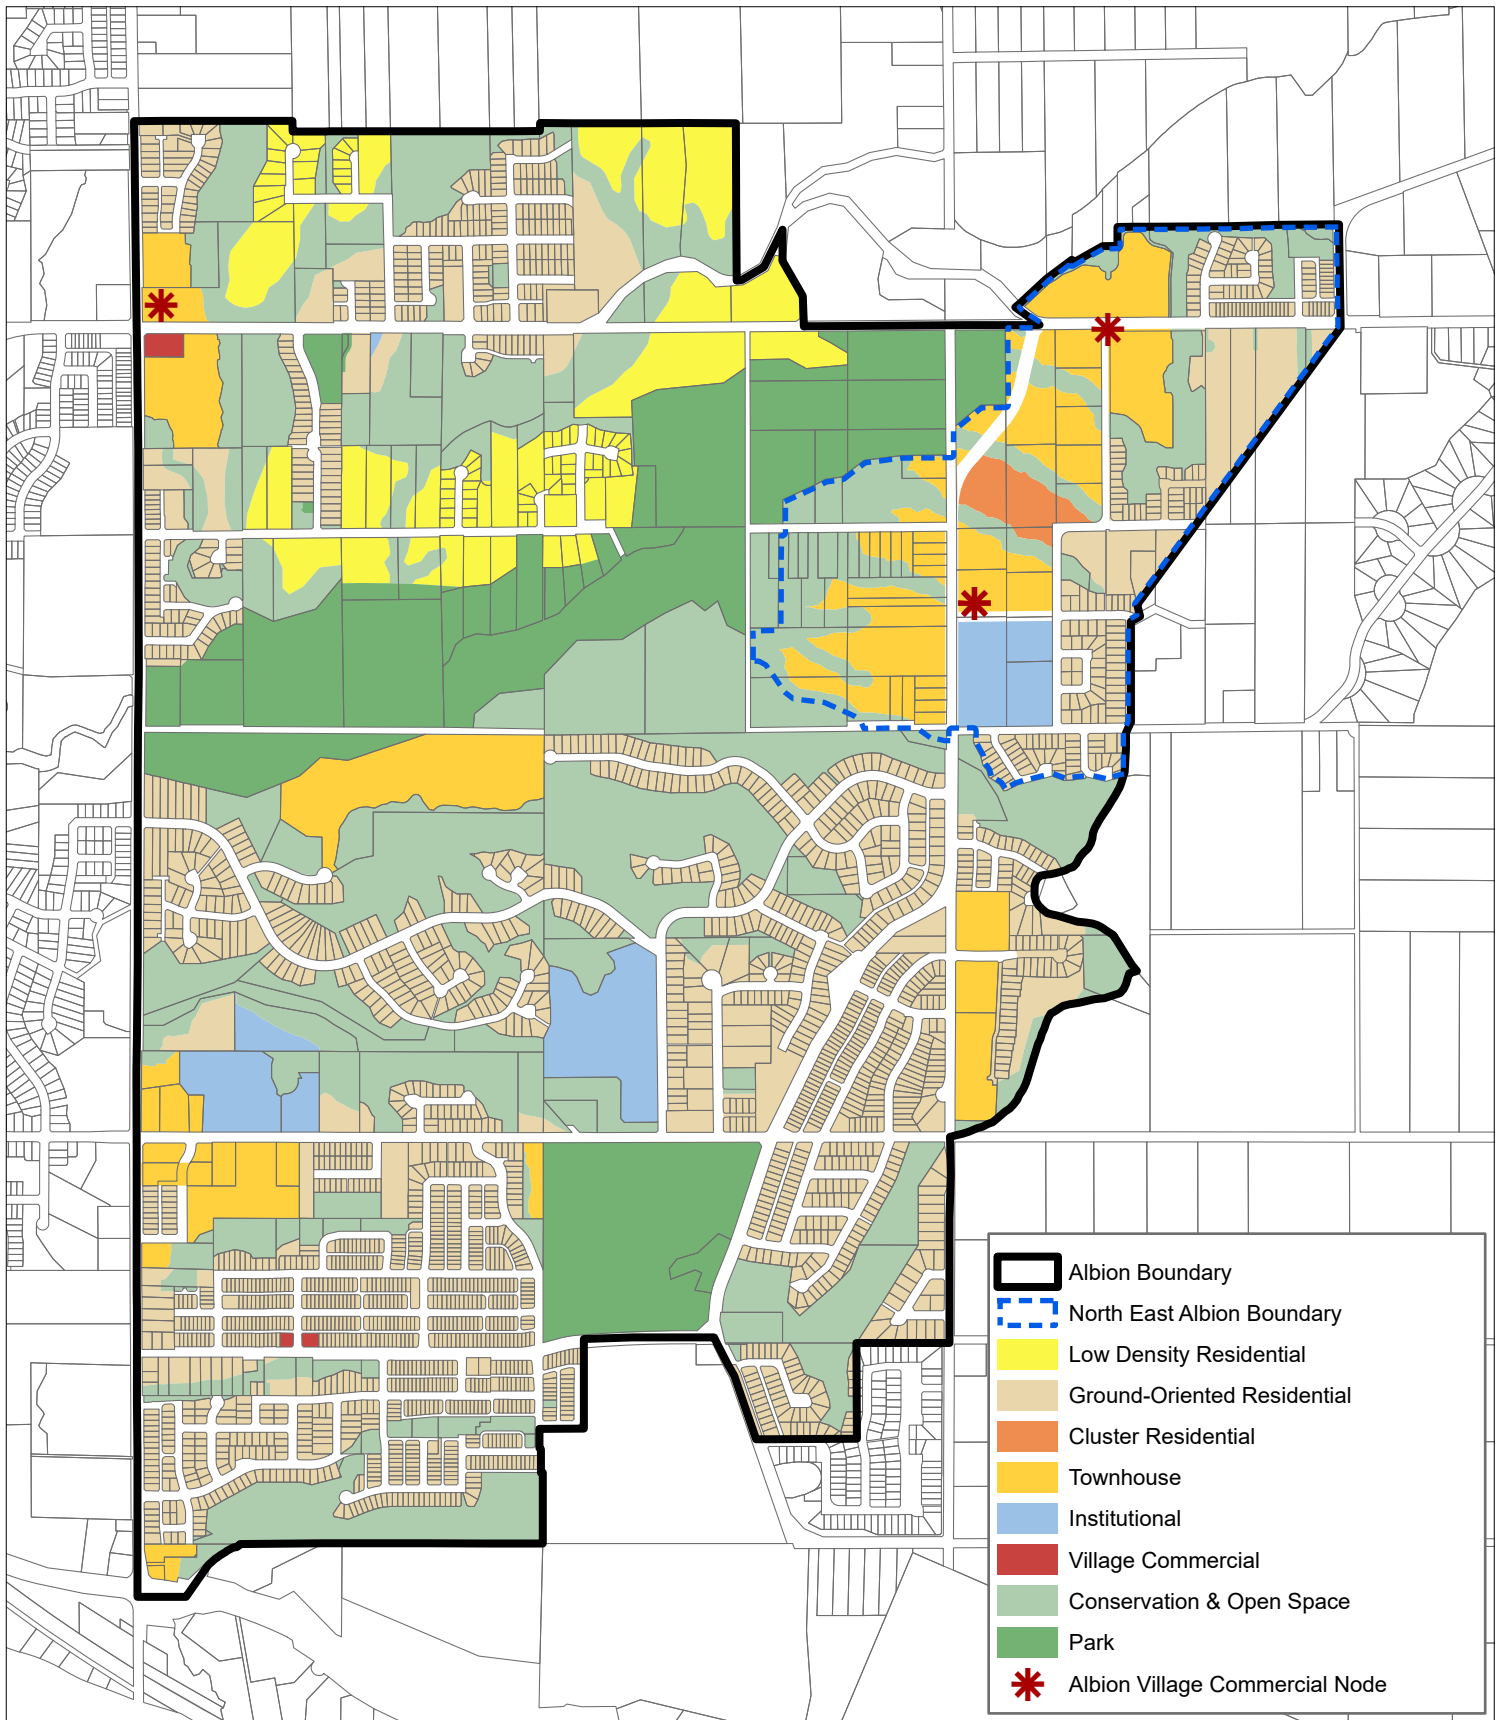 Albion Boundary
North East Albion Boundary
Low Density Residential
Ground-Oriented Residential
Cluster Residential
Townhouse
Institutional
Village Commercial
Conservation & Open Space
Park
Albion Village Commercial Node